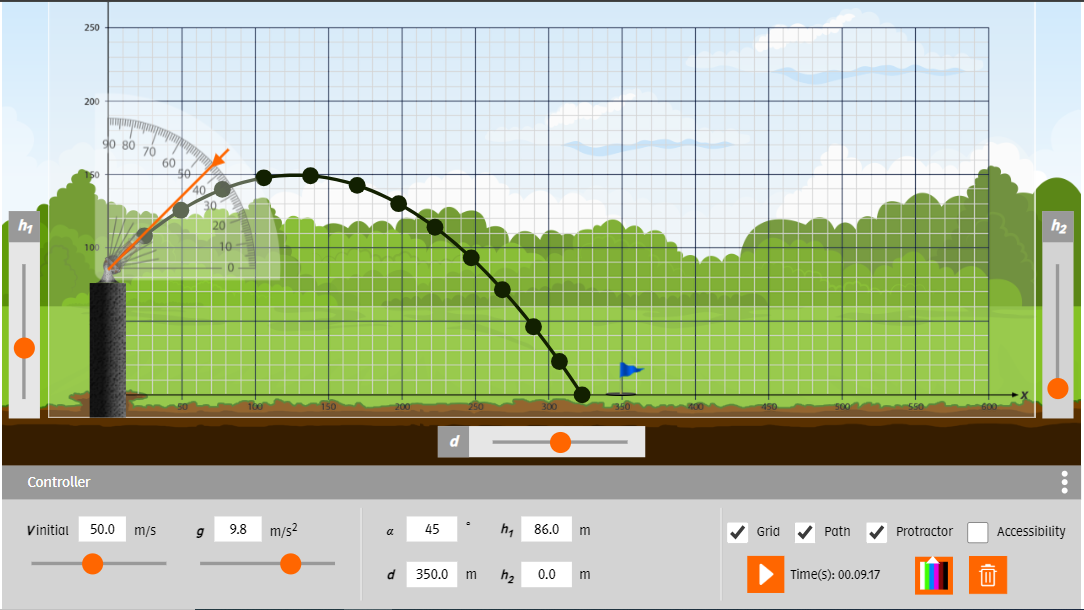 250
200
150
100
90 80 70 60 50 40 30 20 10 0
h1
h2
50 100 150 200 250 300 350 400 450 500 550 600 x
d
Controller
Vinitial 50.0 m/s g 9.8 m/s2 α 45 ° h1 86.0 m Grid Path Protractor Accessibility
d 350.0 m h2 0.0 m Time(s): 00.09.17